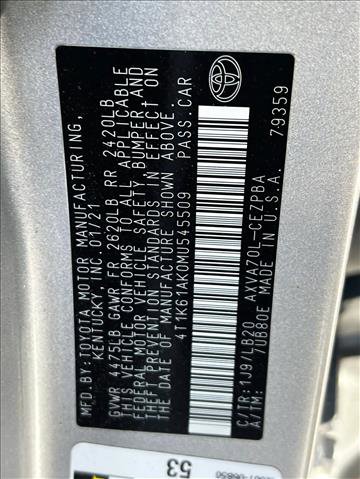 MFD.BY:TOYOTA MOTOR MANUFACTURING,
KENTUCKY, INC. 01/21
GVWR 4475LB GAWR FR 2620LB RR 2420LB
THIS VEHICLE CONFORMS TO ALL APPLICABLE
FEDERAL MOTOR VEHICLE SAFETY, BUMPER AND
THEFT PREVENTION STANDARDS IN EFFECT ON
THE DATE OF MANUFACTURE SHOWN ABOVE.
4T1K61AK0MU545509 PASS.CAR
C/TR:1J9/LB20 AXVA70L-CEZPBA
A/TM: 7UB80E MADE IN U.S.A.
79359
53